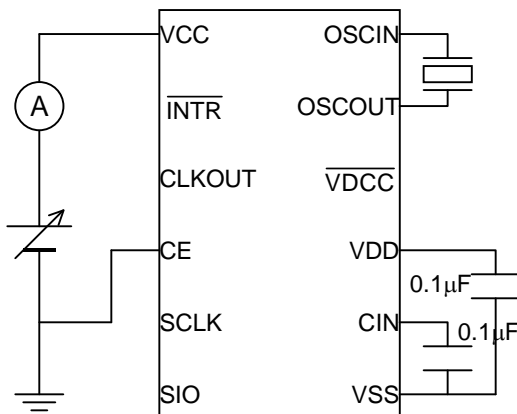 VCC OSCIN
A
INTR OSCOUT
CLKOUT VDCC
CE VDD
0.1μF
SCLK CIN 0.1μF
SIO VSS